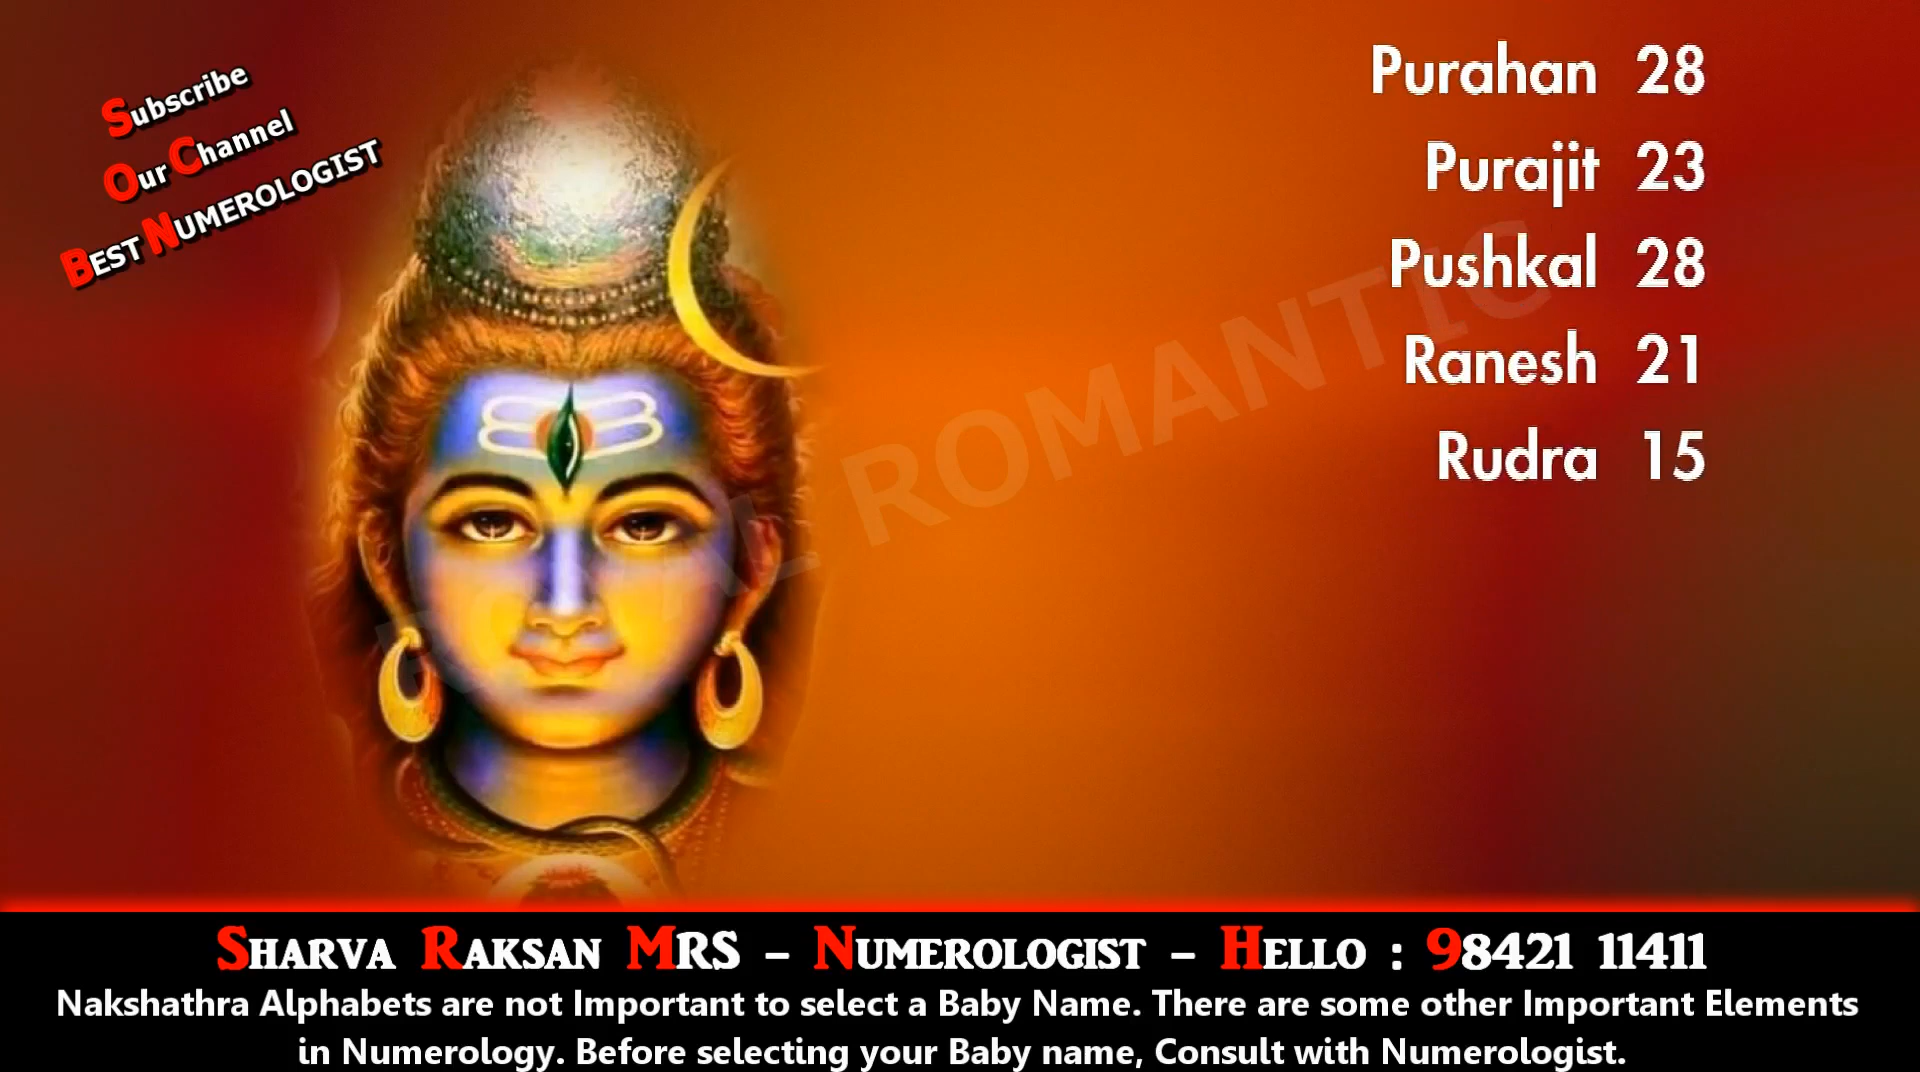 Subscribe
Our Channel
BEST NUMEROLOGIST
Purahan 28
Purajit 23
Pushkal 28
Ranesh 21
Rudra 15
ROYAL ROMANTIC
SHARVA RAKSAN MRS – NUMEROLOGIST – HELLO : 98421 11411
Nakshathra Alphabets are not Important to select a Baby Name. There are some other Important Elements
in Numerology. Before selecting your Baby name, Consult with Numerologist.